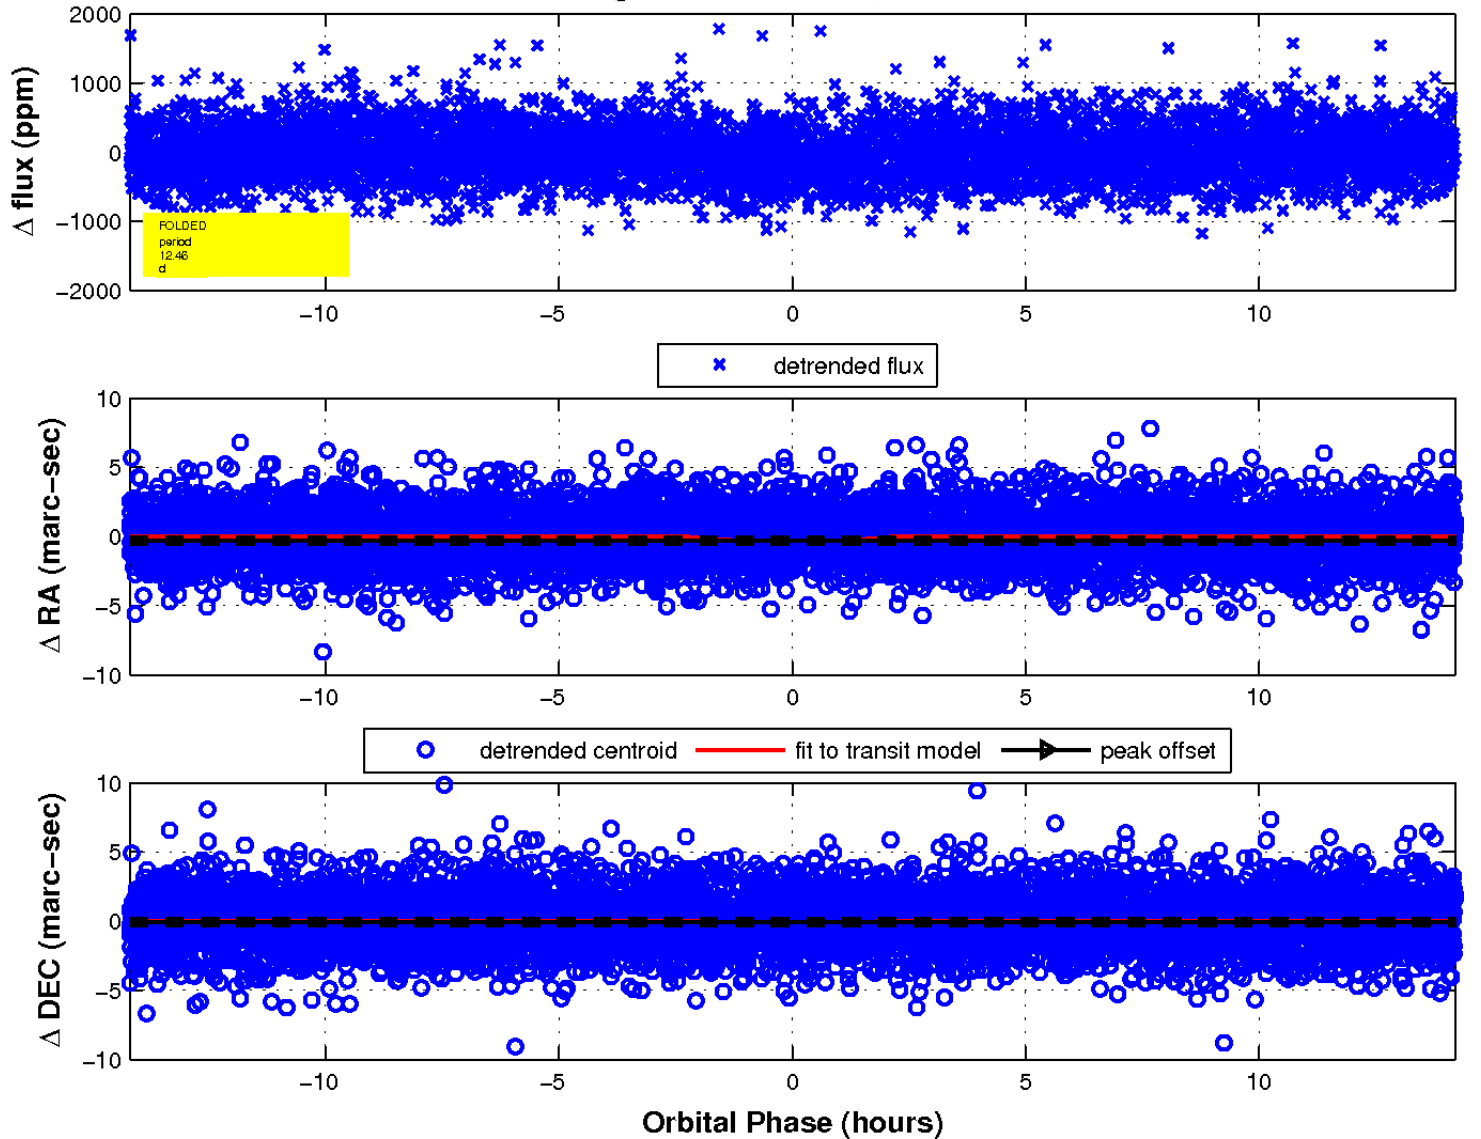 2000
1000
0
−1000
−2000
Δ flux (ppm)
FOLDED
period
12.46
d
−10 −5 0 5 10
detrended flux
10
5
0
−5
−10
Δ RA (marc−sec)
−10 −5 0 5 10
detrended centroid fit to transit model peak offset
10
5
0
−5
−10
Δ DEC (marc−sec)
−10 −5 0 5 10
Orbital Phase (hours)